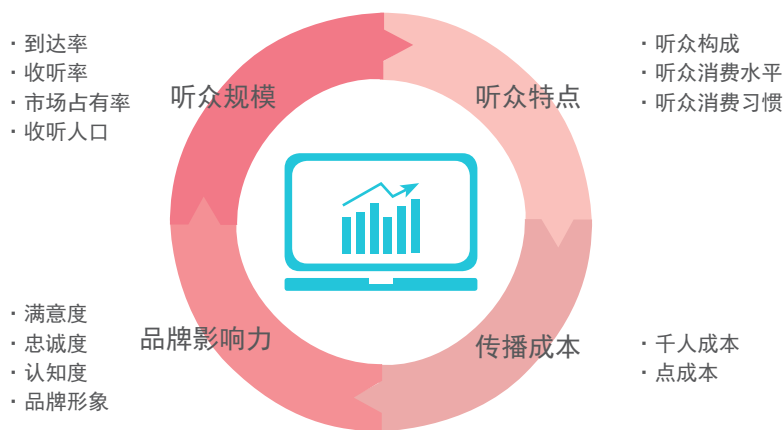 · 到达率
· 收听率
· 市场占有率
· 收听人口
听众规模
听众特点
· 听众构成
· 听众消费水平
· 听众消费习惯
· 满意度
· 忠诚度
· 认知度
· 品牌形象
品牌影响力
传播成本
· 千人成本
· 点成本